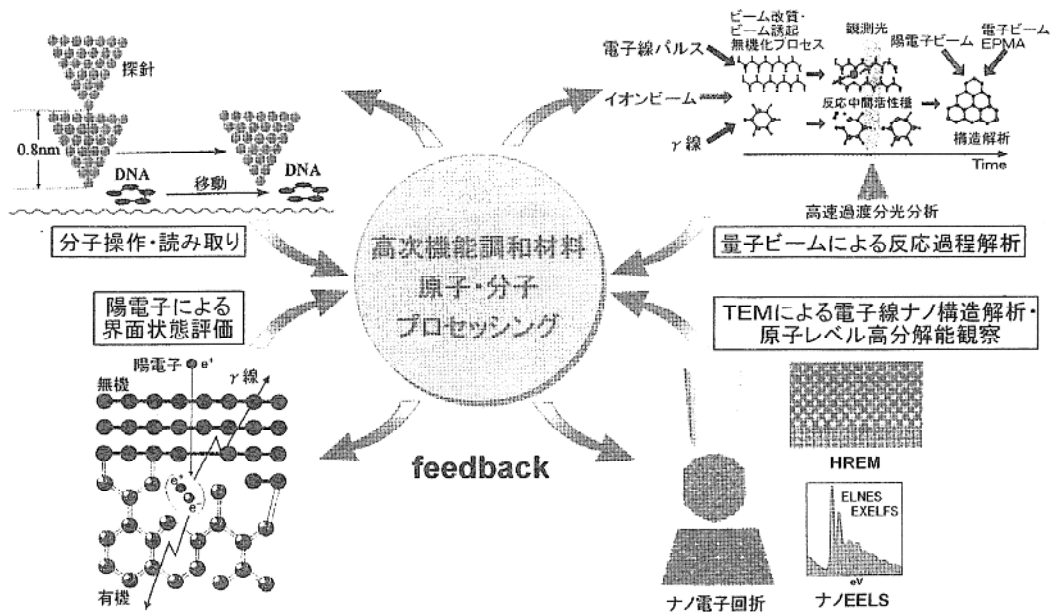 探針
0.8nm
DNA
移動
DNA
分子操作・読み取り
ビーム改質・
ビーム誘起
無機化プロセス
観測光
陽電子ビーム
電子ビーム
EPMA
電子線パルス
イオンビーム
γ線
反応中間活性種
構造解析
Time
高速過渡分光分析
量子ビームによる反応過程解析
高次機能調和材料
原子・分子
プロセッシング
陽電子による
界面状態評価
陽電子 e⁺
γ線
無機
e⁺
e⁻
有機
feedback
TEMによる電子線ナノ構造解析・
原子レベル高分解能観察
HREM
ELNES
EXELFS
eV
ナノ電子回折
ナノEELS